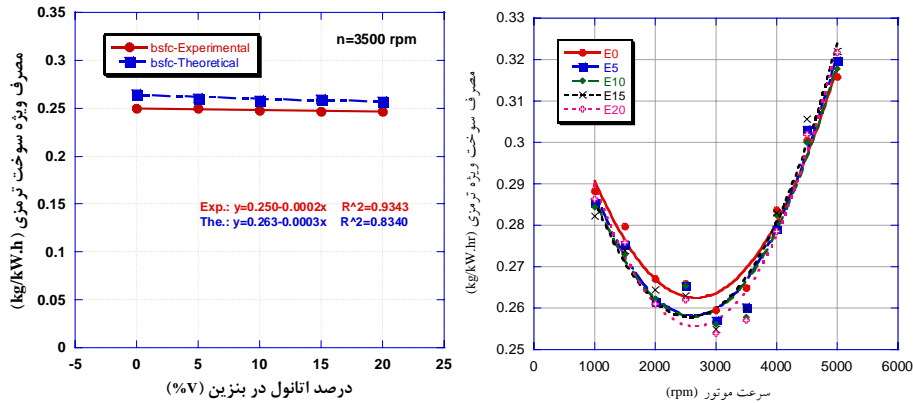 0.35
0.3
0.25
0.2
0.15
0.1
0.05
0
-5
0
5
10
15
20
25
مصرف ویژه سوخت ترمزی (kg/kW.h)
درصد اتانول در بنزین (%V)
bsfc-Experimental
bsfc-Theoretical
n=3500 rpm
Exp.: y=0.250-0.0002x R^2=0.9343
The.: y=0.263-0.0003x R^2=0.8340
0.33
0.32
0.31
0.29
0.28
0.27
0.26
0.25
0
1000
2000
3000
4000
5000
6000
مصرف سوخت ویژه ترمزی (kg/kW.hr)
سرعت موتور (rpm)
E0
E5
E10
E15
E20